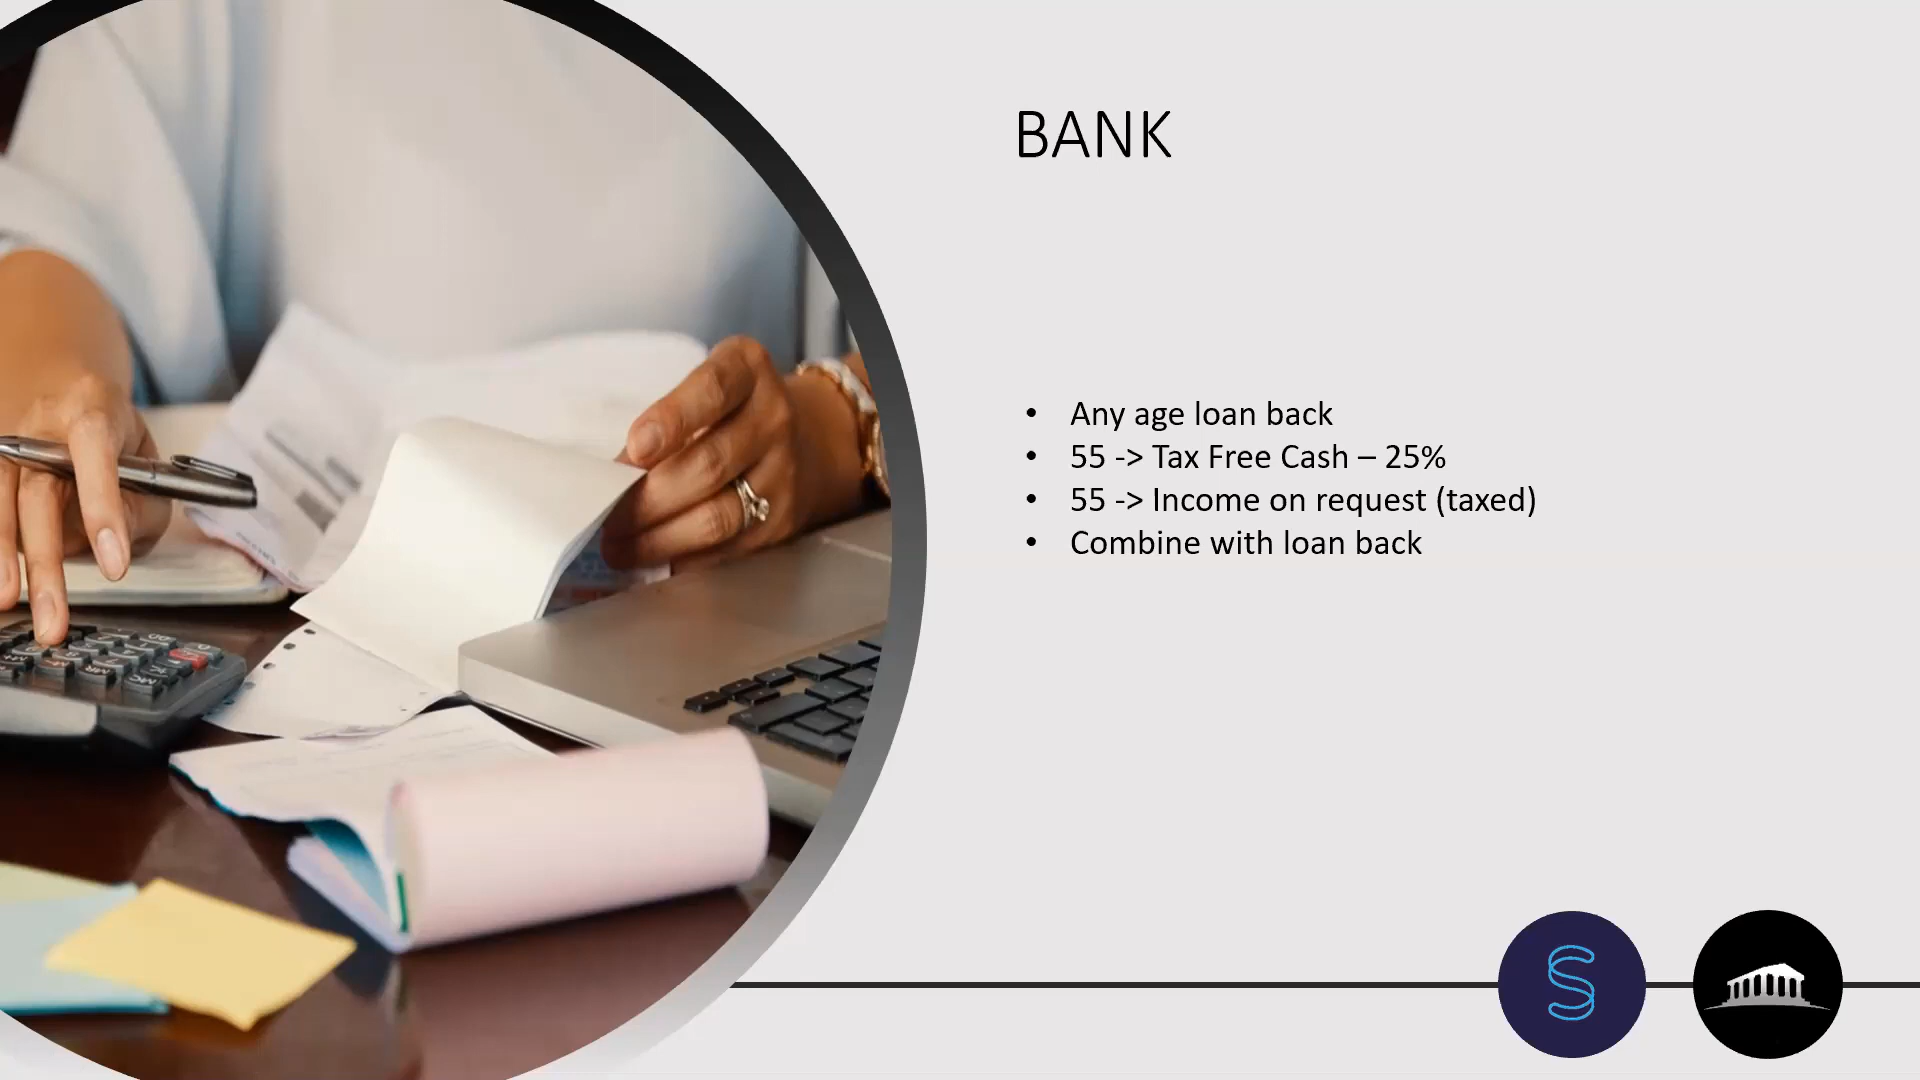 BANK
• Any age loan back
• 55 -> Tax Free Cash – 25%
• 55 -> Income on request (taxed)
• Combine with loan back
S